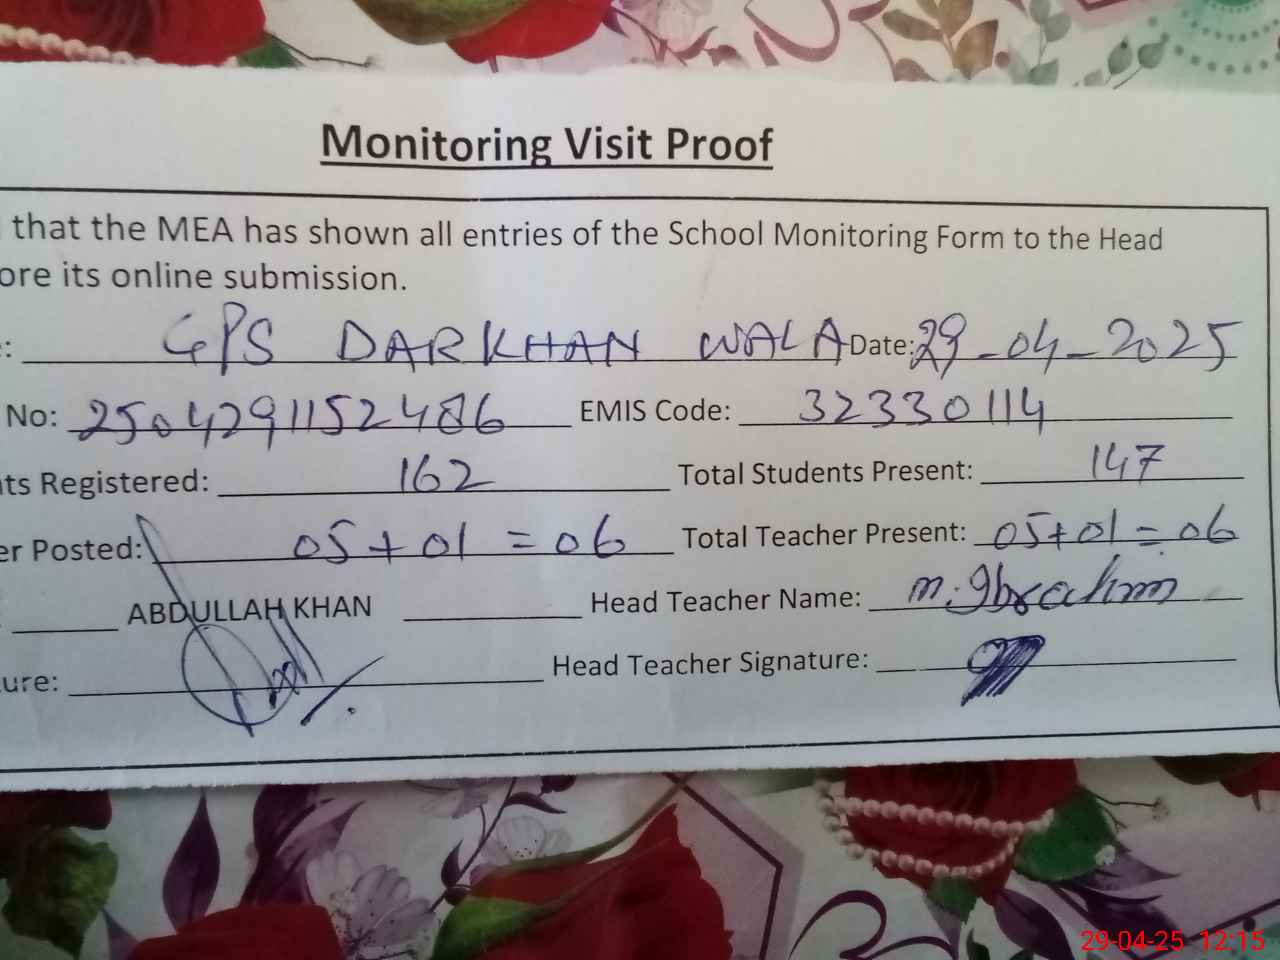 Monitoring Visit Proof
that the MEA has shown all entries of the School Monitoring Form to the Head
ore its online submission.
: GPS DARKHAN WALA Date: 29-04-2025
No: 2504291152486 EMIS Code: 32330114
ts Registered: 162 Total Students Present: 147
er Posted: 05+01=06 Total Teacher Present: 05+01=06
ABDULLAH KHAN Head Teacher Name: M. Ibrahim
ure: Head Teacher Signature:
29-04-25 12:15